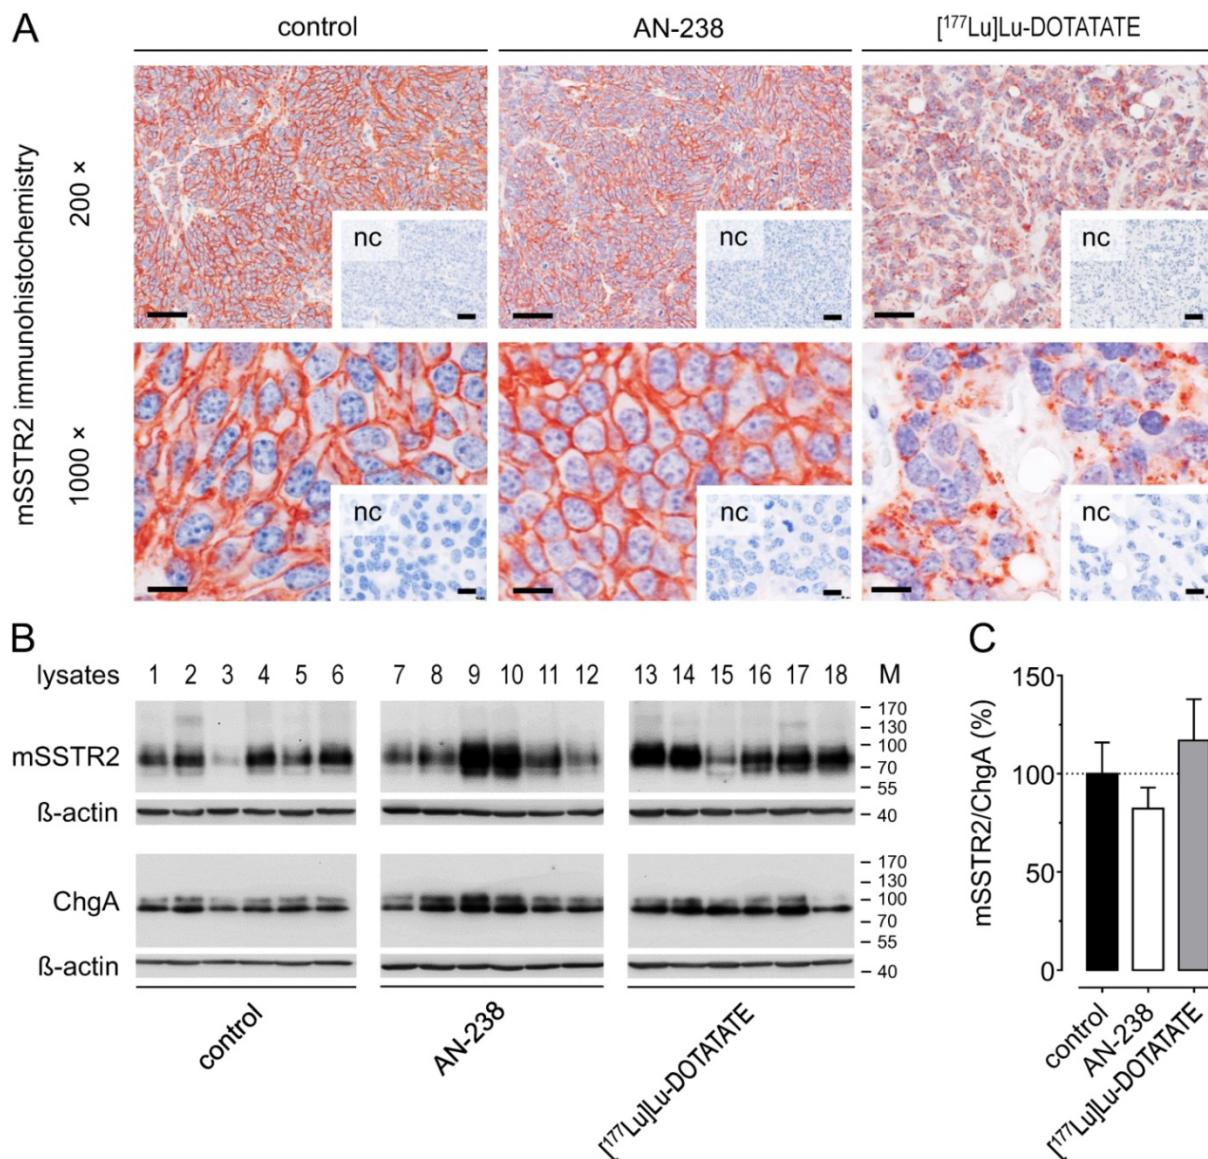 A
control
AN-238
[¹⁷⁷Lu]Lu-DOTATATE
mSSTR2 immunohistochemistry
200 ×
nc
nc
nc
1000 ×
nc
nc
nc
B
lysates 1 2 3 4 5 6 7 8 9 10 11 12 13 14 15 16 17 18 M
mSSTR2
170
130
100
70
55
ß-actin
40
ChgA
170
130
100
70
55
ß-actin
40
control
AN-238
[¹⁷⁷Lu]Lu-DOTATATE
C
mSSTR2/ChgA (%)
150
100
50
0
control
AN-238
[¹⁷⁷Lu]Lu-DOTATATE